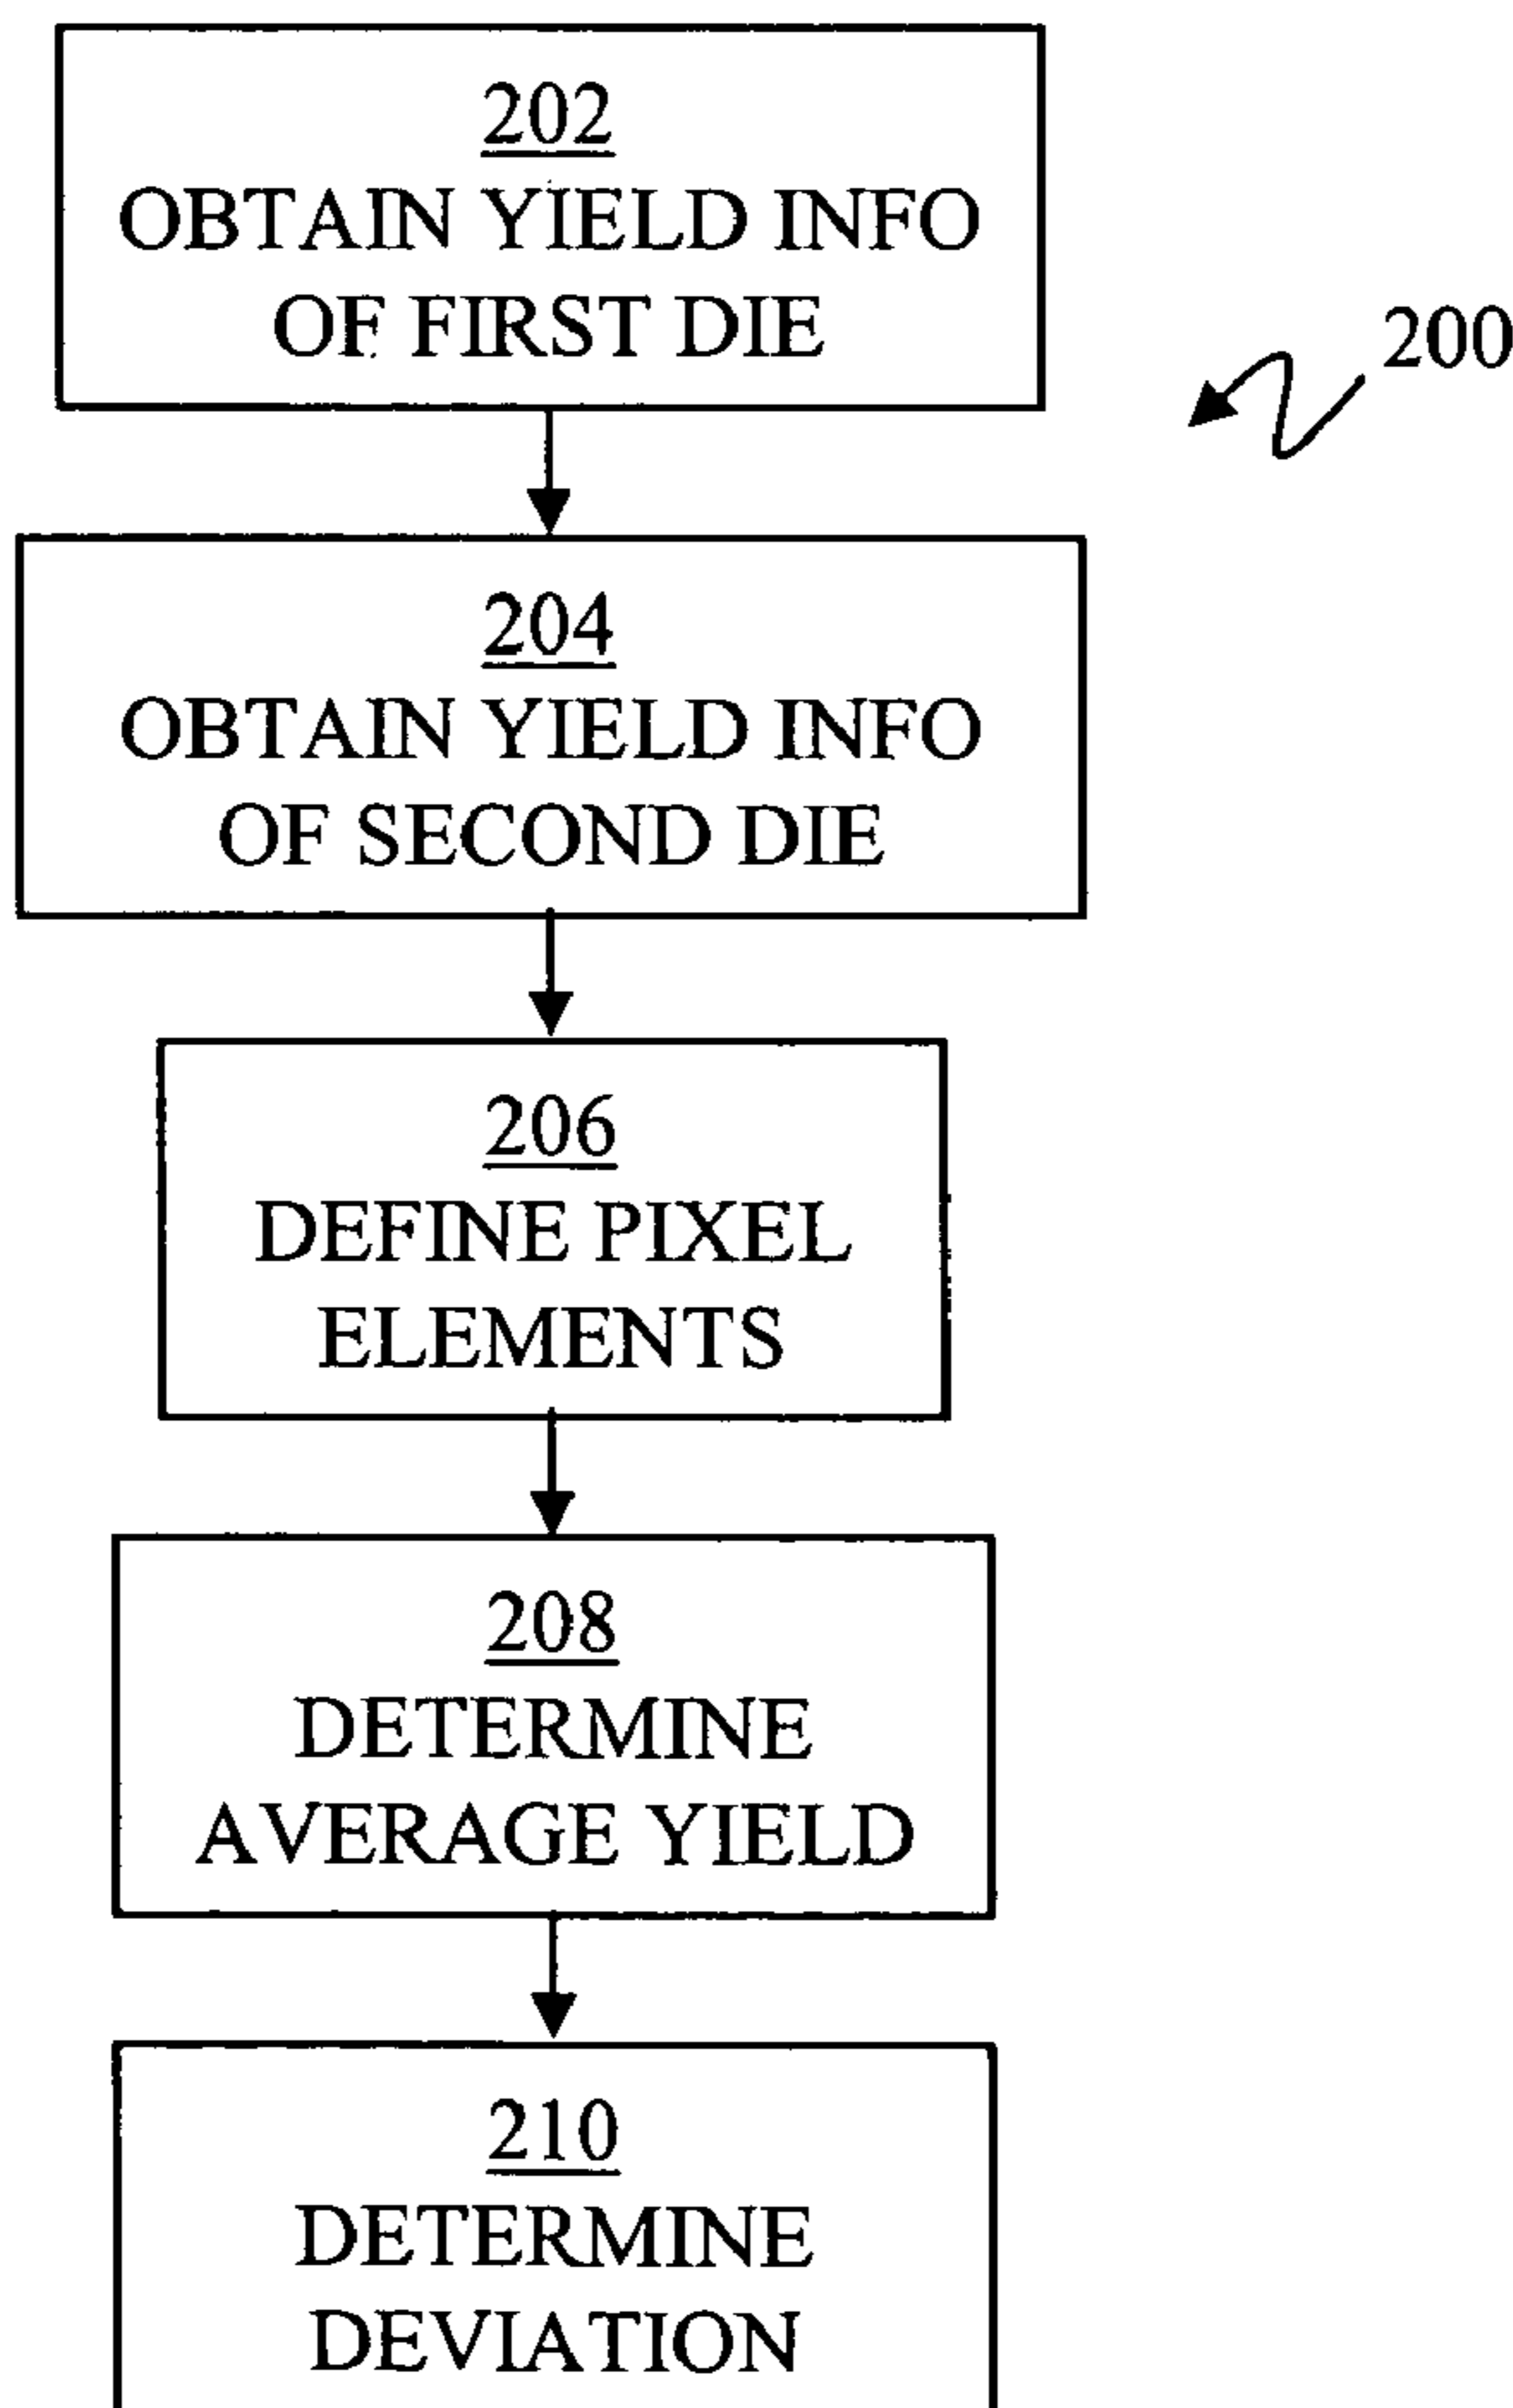 202
OBTAIN YIELD INFO
OF FIRST DIE
200
204
OBTAIN YIELD INFO
OF SECOND DIE
206
DEFINE PIXEL
ELEMENTS
208
DETERMINE
AVERAGE YIELD
210
DETERMINE
DEVIATION